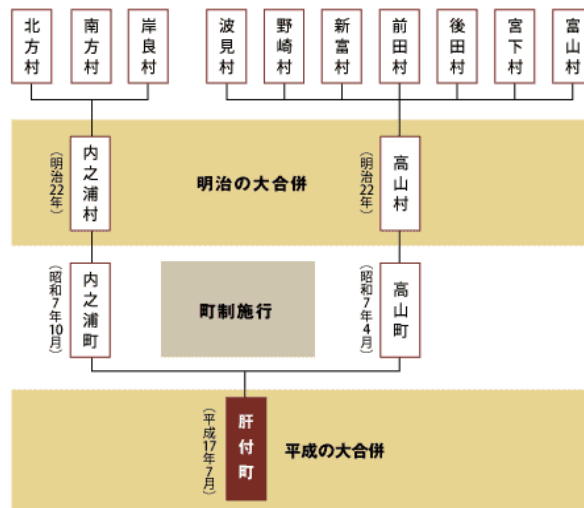 北方村
南方村
岸良村
波見村
野崎村
新富村
前田村
後田村
宮下村
富山村
内之浦村
(明治22年)
明治の大合併
高山村
(明治22年)
内之浦町
(昭和7年10月)
町制施行
高山町
(昭和7年4月)
肝付町
(平成17年7月)
平成の大合併